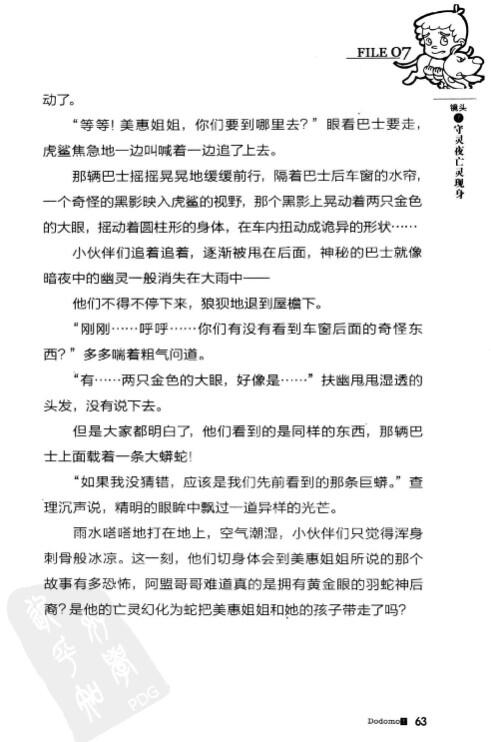 FILE 07
镜头
7
守灵夜亡灵现身
动了。
“等等！美惠姐姐，你们要到哪里去？”眼看巴士要走，
虎鲨焦急地一边叫喊着一边追了上去。
那辆巴士摇摇晃晃地缓缓前行，隔着巴士后车窗的水帘，
一个奇怪的黑影映入虎鲨的视野，那个黑影上晃动着两只金色
的大眼，摇动着圆柱形的身体，在车内扭动成诡异的形状……
小伙伴们追着追着，逐渐被甩在后面，神秘的巴士就像
暗夜中的幽灵一般消失在大雨中——
他们不得不停下来，狼狈地退到屋檐下。
“刚刚……呼呼……你们有没有看到车窗后面的奇怪东
西？”多多喘着粗气问道。
“有……两只金色的大眼，好像是……”扶幽甩甩湿透的
头发，没有说下去。
但是大家都明白了，他们看到的是同样的东西，那辆巴
士上面载着一条大蟒蛇！
“如果我没猜错，应该是我们先前看到的那条巨蟒。”查
理沉声说，精明的眼眸中飘过一道异样的光芒。
雨水嗒嗒地打在地上，空气潮湿，小伙伴们只觉得浑身
刺骨般冰凉。这一刻，他们切身体会到美惠姐姐所说的那个
故事有多恐怖，阿盟哥哥难道真的是拥有黄金眼的羽蛇神后
裔？是他的亡灵幻化为蛇把美惠姐姐和她的孩子带走了吗？
PDG
Dodomo 63